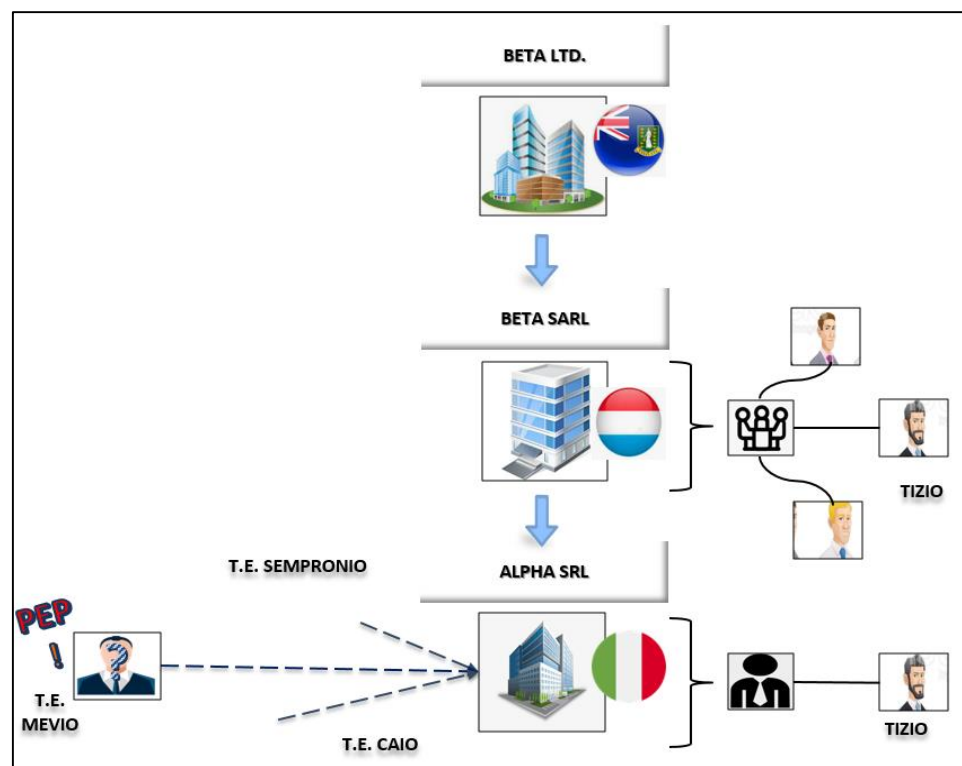 BETA LTD.
BETA SARL
TIZIO
T.E. SEMPRONIO
ALPHA SRL
PEP
!
?
T.E.
MEVIO
T.E. CAIO
TIZIO